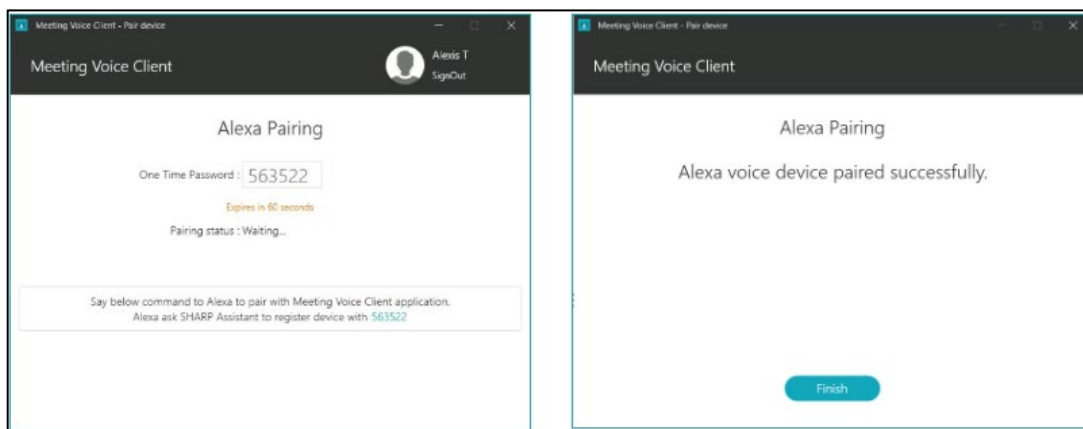 Meeting Voice Client - Pair device
Meeting Voice Client
Alexis T
SignOut
Alexa Pairing
One Time Password : 563522
Expires in 60 seconds
Pairing status : Waiting...
Say below command to Alexa to pair with Meeting Voice Client application.
Alexa ask SHARP Assistant to register device with 563522
Meeting Voice Client - Pair device
Meeting Voice Client
Alexa Pairing
Alexa voice device paired successfully.
Finish